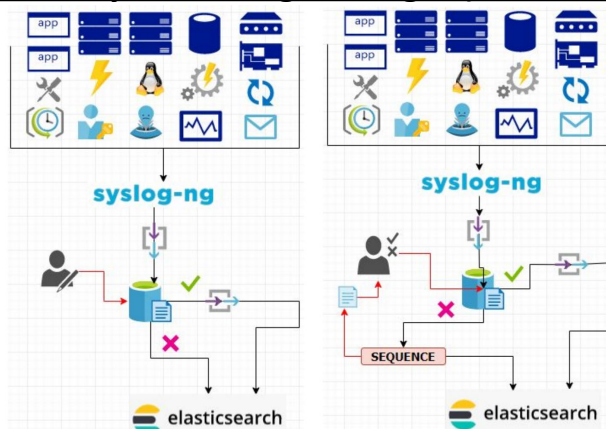 app
app
syslog-ng
elasticsearch
app
app
syslog-ng
SEQUENCE
elasticsearch